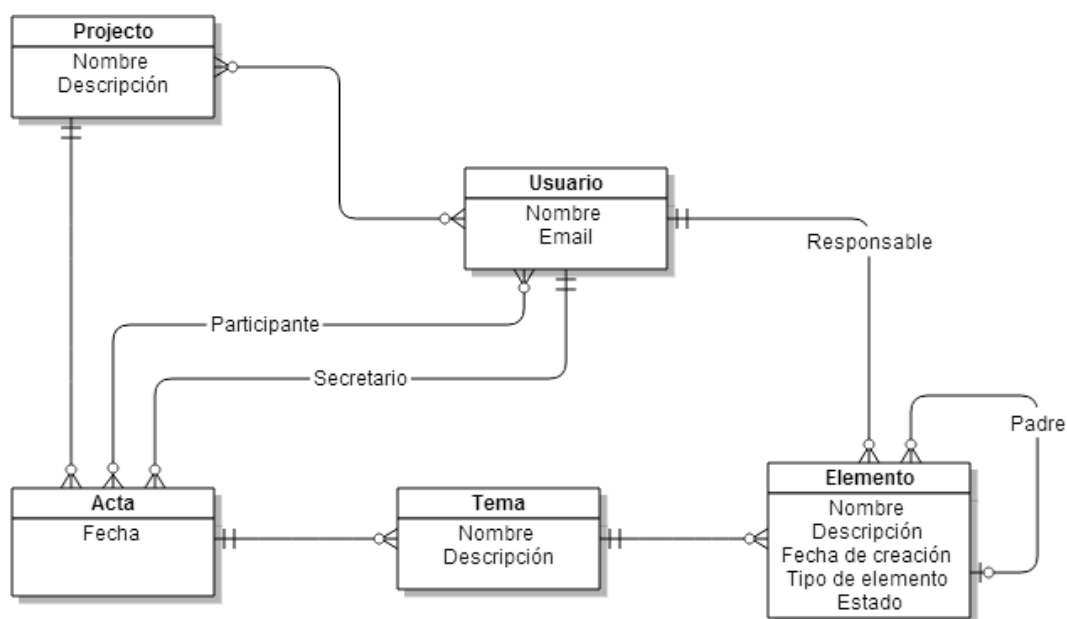 Projecto
Nombre
Descripción
Usuario
Nombre
Email
Responsable
Participante
Secretario
Padre
Acta
Fecha
Tema
Nombre
Descripción
Elemento
Nombre
Descripción
Fecha de creación
Tipo de elemento
Estado